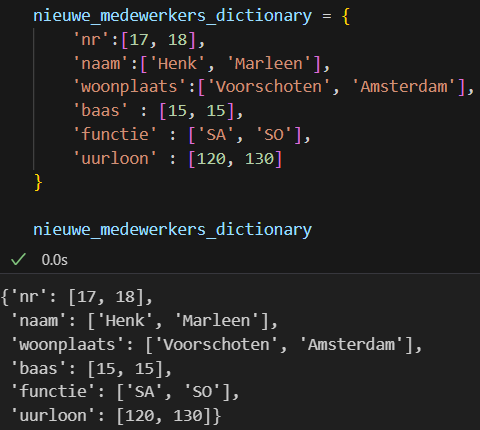 nieuwe_medewerkers_dictionary = {
    'nr':[17, 18],
    'naam':['Henk', 'Marleen'],
    'woonplaats':['Voorschoten', 'Amsterdam'],
    'baas' : [15, 15],
    'functie' : ['SA', 'SO'],
    'uurloon' : [120, 130]
}
nieuwe_medewerkers_dictionary
0.0s
{'nr': [17, 18],
 'naam': ['Henk', 'Marleen'],
 'woonplaats': ['Voorschoten', 'Amsterdam'],
 'baas': [15, 15],
 'functie': ['SA', 'SO'],
 'uurloon': [120, 130]}